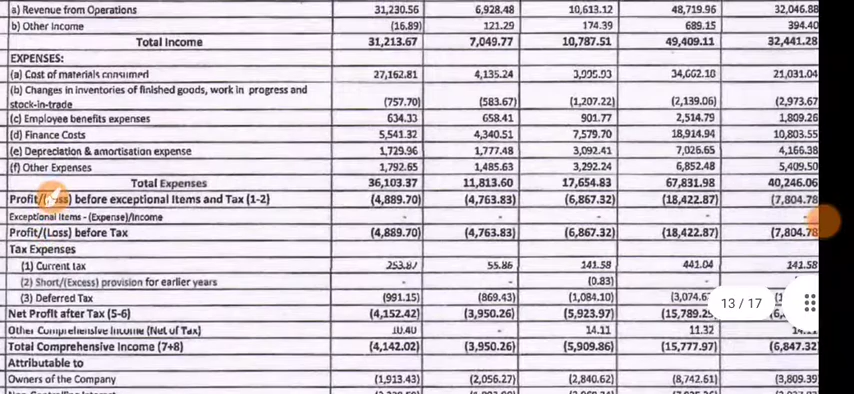 a) Revenue from Operations 31,230.56 6,928.48 10,613.12 48,719.96 32,046.88
b) Other Income (16.89) 121.29 174.39 689.15 394.40
Total Income 31,213.67 7,049.77 10,787.51 49,409.11 32,441.28
EXPENSES:
(a) Cost of materials consumed 27,162.81 4,135.24 3,995.93 34,662.10 21,031.04
(b) Changes in inventories of finished goods, work in progress and
stock-in-trade (757.70) (583.67) (1,207.22) (2,139.06) (2,973.67
(c) Employee benefits expenses 634.33 658.41 901.77 2,514.79 1,809.26
(d) Finance Costs 5,541.32 4,340.51 7,579.70 18,914.94 10,803.55
(e) Depreciation & amortisation expense 1,729.96 1,777.48 3,092.41 7,026.65 4,166.38
(f) Other Expenses 1,792.65 1,485.63 3,292.24 6,852.48 5,409.50
Total Expenses 36,103.37 11,813.60 17,654.83 67,831.98 40,246.06
Profit/ before exceptional Items and Tax (1-2) (4,889.70) (4,763.83) (6,867.32) (18,422.87) (7,804.78
Exceptional Items - (Expense)/Income - - - - -
Profit/(Loss) before Tax (4,889.70) (4,763.83) (6,867.32) (18,422.87) (7,804.78
Tax Expenses
(1) Current tax 253.87 55.86 141.58 441.04 141.58
(2) Short/(Excess) provision for earlier years (0.83)
(3) Deferred Tax (991.15) (869.43) (1,084.10) (3,074.6 13 / 17
Net Profit after Tax (5-6) (4,152.42) (3,950.26) (5,923.97) (15,789.29
Other Comprehensive Income (Net of Tax) 10.40 - 14.11 11.32
Total Comprehensive Income (7+8) (4,142.02) (3,950.26) (5,909.86) (15,777.97) (6,847.32
Attributable to
Owners of the Company (1,913.43) (2,056.27) (2,840.62) (8,742.61) (3,809.39